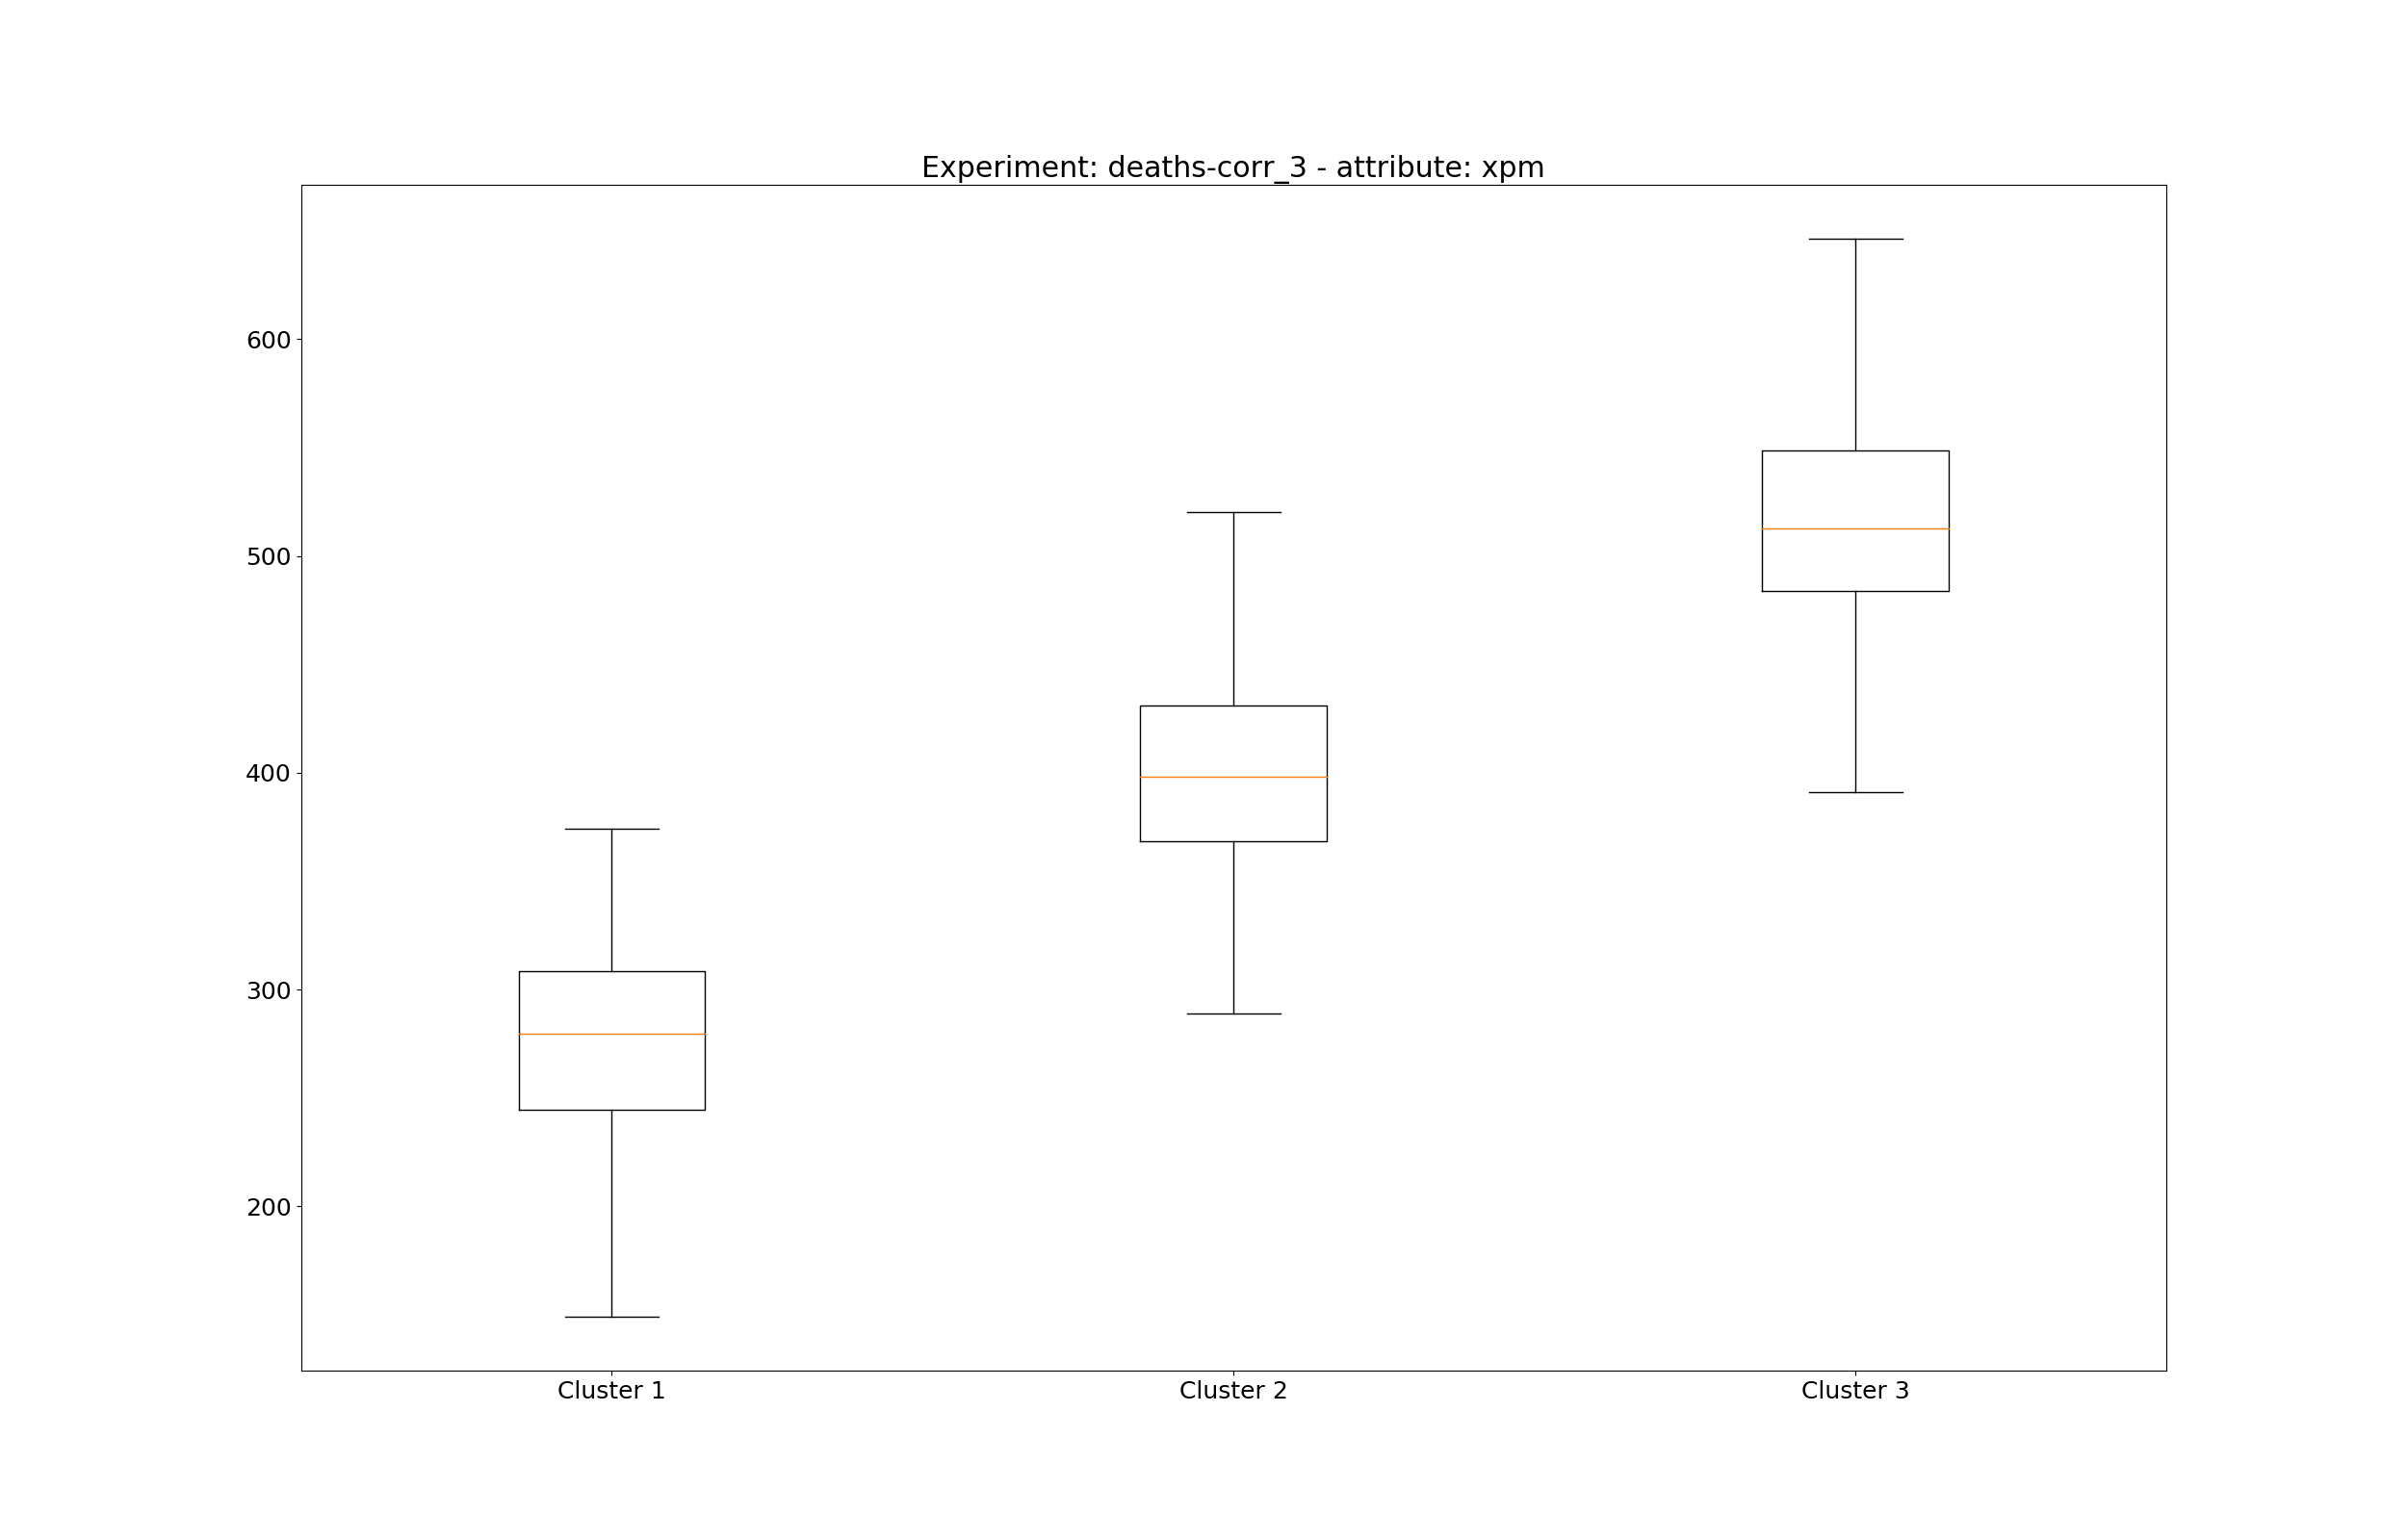 Experiment: deaths-corr_3 - attribute: xpm
600
500
400
300
200
Cluster 1
Cluster 2
Cluster 3